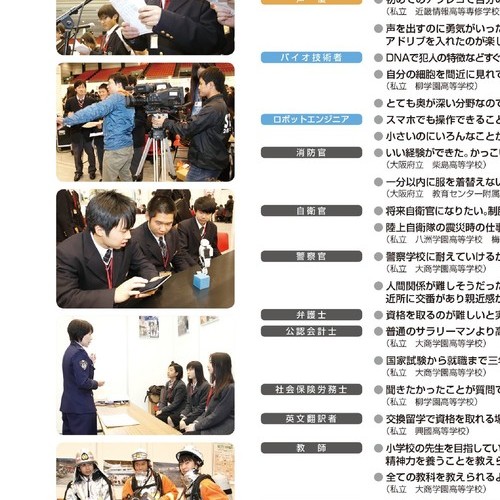 声 優
初めてのアフレコで自分の
（私立　近畿情報高等専修学校
声を出すのに勇気がいった
アドリブを入れたのが楽し
バイオ技術者
DNAで犯人の特徴などすぐ
自分の細胞を間近に見れて
（私立　柳学園高等学校）
とても奥が深い分野なので
ロボットエンジニア
スマホでも操作できること
小さいのにいろんなことが
消防官
いい経験ができた。かっこい
（大阪府立　柴島高等学校）
一分以内に服を着替えない
（大阪府立　教育センター附属
自衛官
将来自衛官になりたい。制服
陸上自衛隊の震災時の仕事
（私立　八洲学園高等学校　梅
警察官
警察学校に耐えていけるか
（私立　大商学園高等学校）
人間関係が難しそうだった
近所に交番があり親近感が
弁護士
資格を取るのが難しいと実
公認会計士
普通のサラリーマンより高
（私立　大商学園高等学校）
国家試験から就職まで三年
（私立　大商学園高等学校）
社会保険労務士
聞きたかったことが質問で
（私立　柳学園高等学校）
英文翻訳者
交換留学で資格を取れる場
（私立　興國高等学校）
教 師
小学校の先生を目指してい
精神力を養うことを教えら
全ての教科を教えられるよ
（私立　大商学園高等学校）